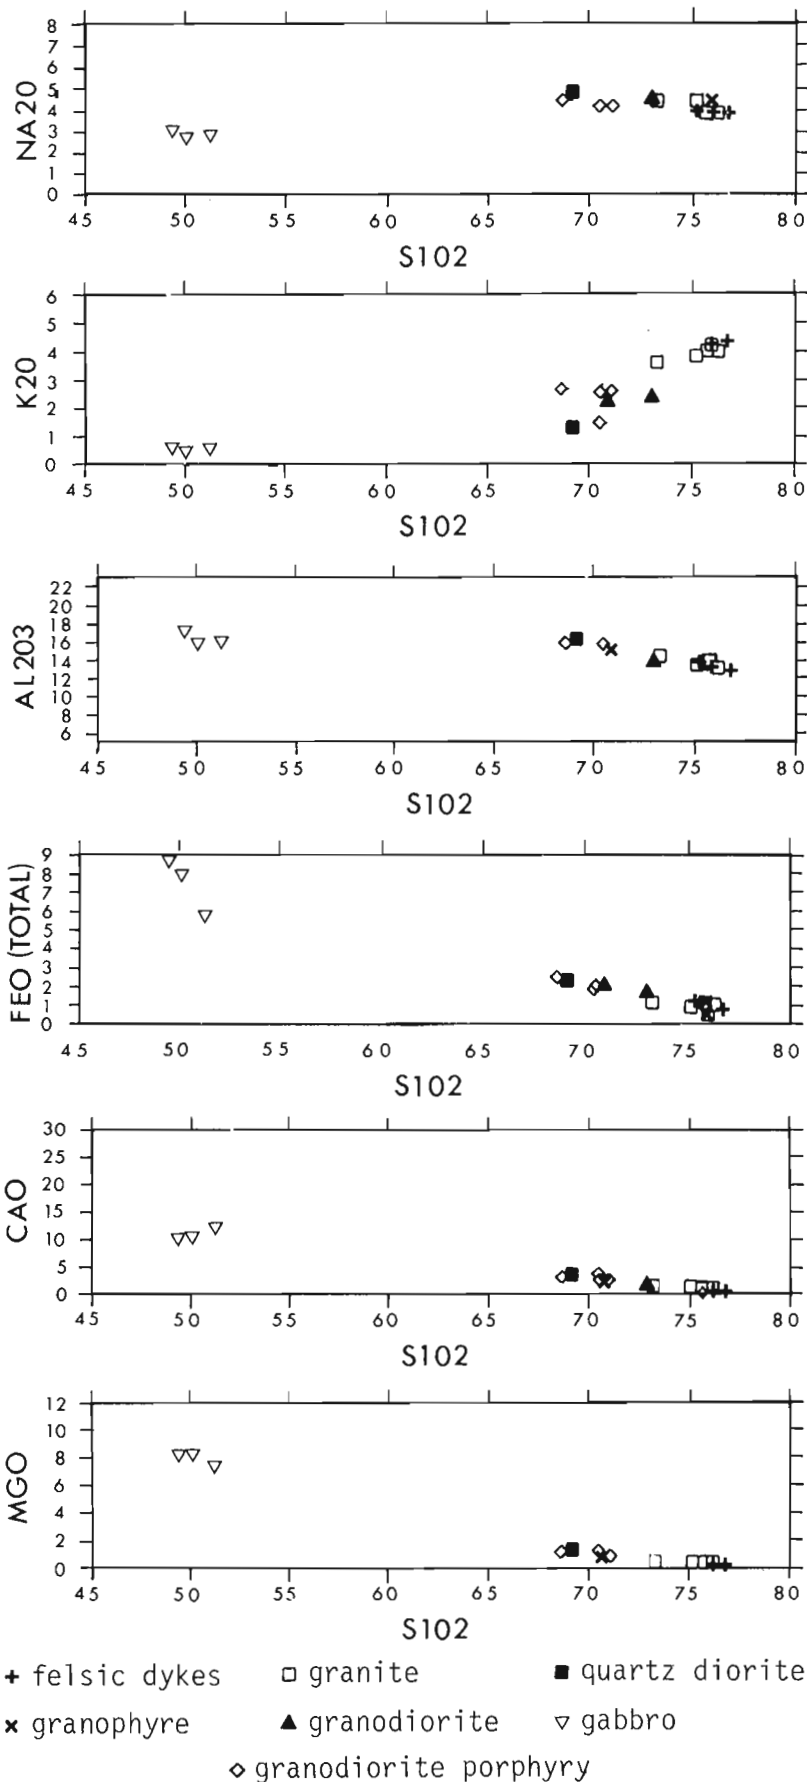 8
7
6
5
4
3
2
1
0
NA20
45 50 55 60 65 70 75 80
S102
6
5
4
3
2
1
0
K20
45 50 55 60 65 70 75 80
S102
22
20
18
16
14
12
10
8
6
AL203
45 50 55 60 65 70 75 80
S102
9
8
7
6
5
4
3
2
1
0
FEO (TOTAL)
45 50 55 60 65 70 75 80
S102
30
25
20
15
10
5
0
CAO
45 50 55 60 65 70 75 80
S102
12
10
8
6
4
2
0
MGO
45 50 55 60 65 70 75 80
S102
felsic dykes granite quartz diorite
granophyre granodiorite gabbro
granodiorite porphyry